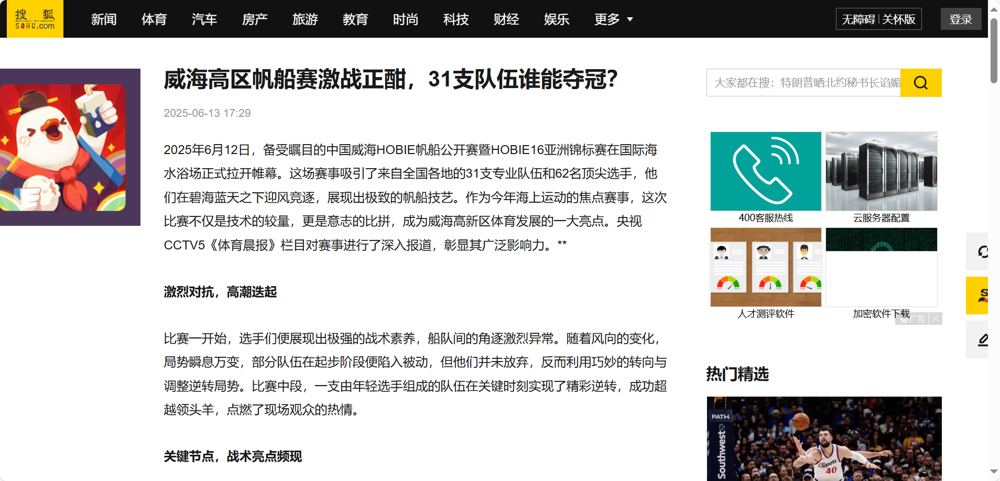 搜 狐
SOHU.com
新闻 体育 汽车 房产 旅游 教育 时尚 科技 财经 娱乐 更多
无障碍 | 关怀版
登录
威海高区帆船赛激战正酣，31支队伍谁能夺冠？
2025-06-13 17:29
2025年6月12日，备受瞩目的中国威海HOBIE帆船公开赛暨HOBIE16亚洲锦标赛在国际海
水浴场正式拉开帷幕。这场赛事吸引了来自全国各地的31支专业队伍和62名顶尖选手，他
们在碧海蓝天之下迎风竞逐，展现出极致的帆船技艺。作为今年海上运动的焦点赛事，这次
比赛不仅是技术的较量，更是意志的比拼，成为威海高新区体育发展的一大亮点。央视
CCTV5《体育晨报》栏目对赛事进行了深入报道，彰显其广泛影响力。**
激烈对抗，高潮迭起
比赛一开始，选手们便展现出极强的战术素养，船队间的角逐激烈异常。随着风向的变化，
局势瞬息万变，部分队伍在起步阶段便陷入被动，但他们并未放弃，反而利用巧妙的转向与
调整逆转局势。比赛中段，一支由年轻选手组成的队伍在关键时刻实现了精彩逆转，成功超
越领头羊，点燃了现场观众的热情。
关键节点，战术亮点频现
大家都在搜：特朗普晒北约秘书长谄媚
400客服热线
云服务器配置
人才测评软件
加密软件下载
广告
热门精选
PATH.
Southwest
Clippers
40